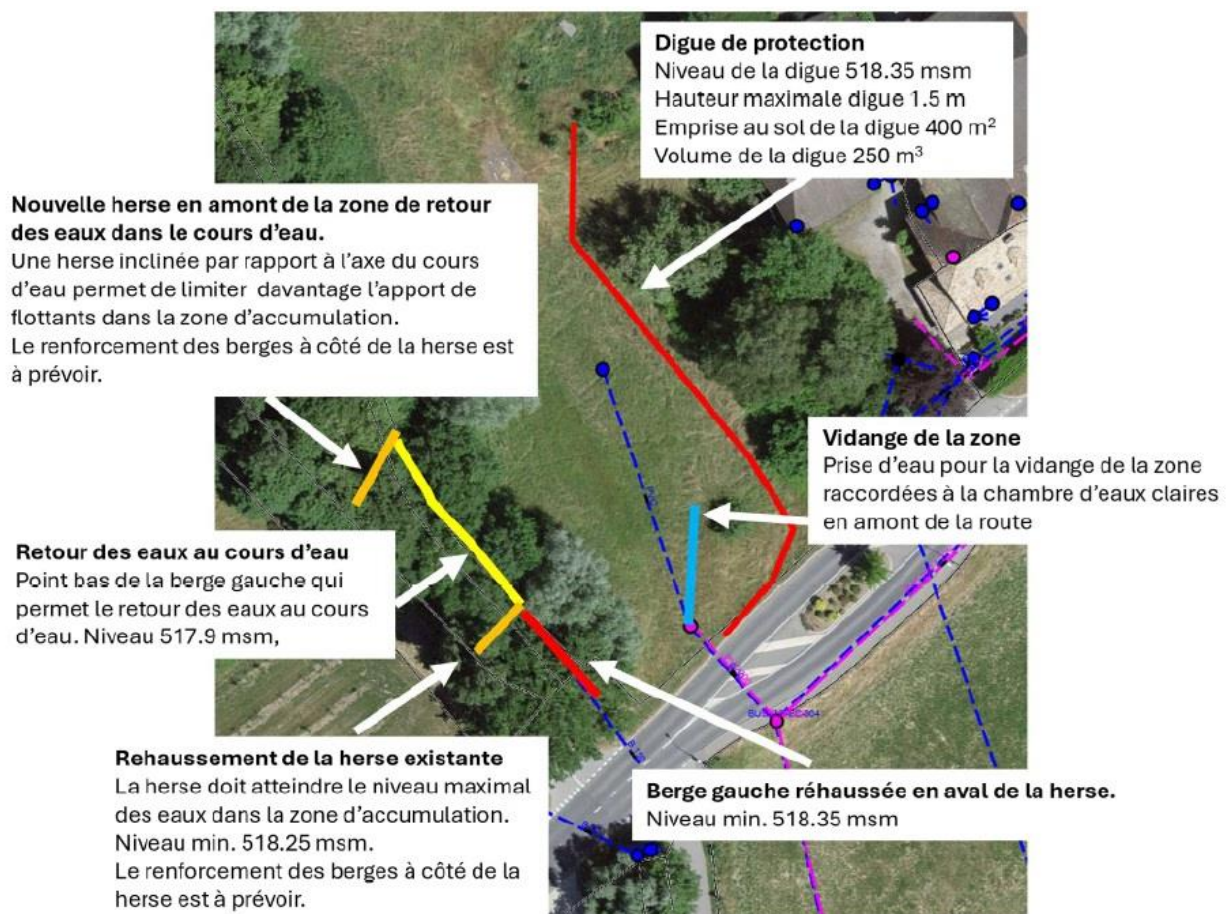 Digue de protection
Niveau de la digue 518.35 msm
Hauteur maximale digue 1.5 m
Emprise au sol de la digue 400 m²
Volume de la digue 250 m³
Nouvelle herse en amont de la zone de retour
des eaux dans le cours d’eau.
Une herse inclinée par rapport à l’axe du cours
d’eau permet de limiter davantage l’apport de
flottants dans la zone d’accumulation.
Le renforcement des berges à côté de la herse est
à prévoir.
Vidange de la zone
Prise d’eau pour la vidange de la zone
raccordées à la chambre d’eaux claires
en amont de la route
Retour des eaux au cours d’eau
Point bas de la berge gauche qui
permet le retour des eaux au cours
d’eau. Niveau 517.9 msm,
Rehaussement de la herse existante
La herse doit atteindre le niveau maximal
des eaux dans la zone d’accumulation.
Niveau min. 518.25 msm.
Le renforcement des berges à côté de la
herse est à prévoir.
Berge gauche réhaussée en aval de la herse.
Niveau min. 518.35 msm